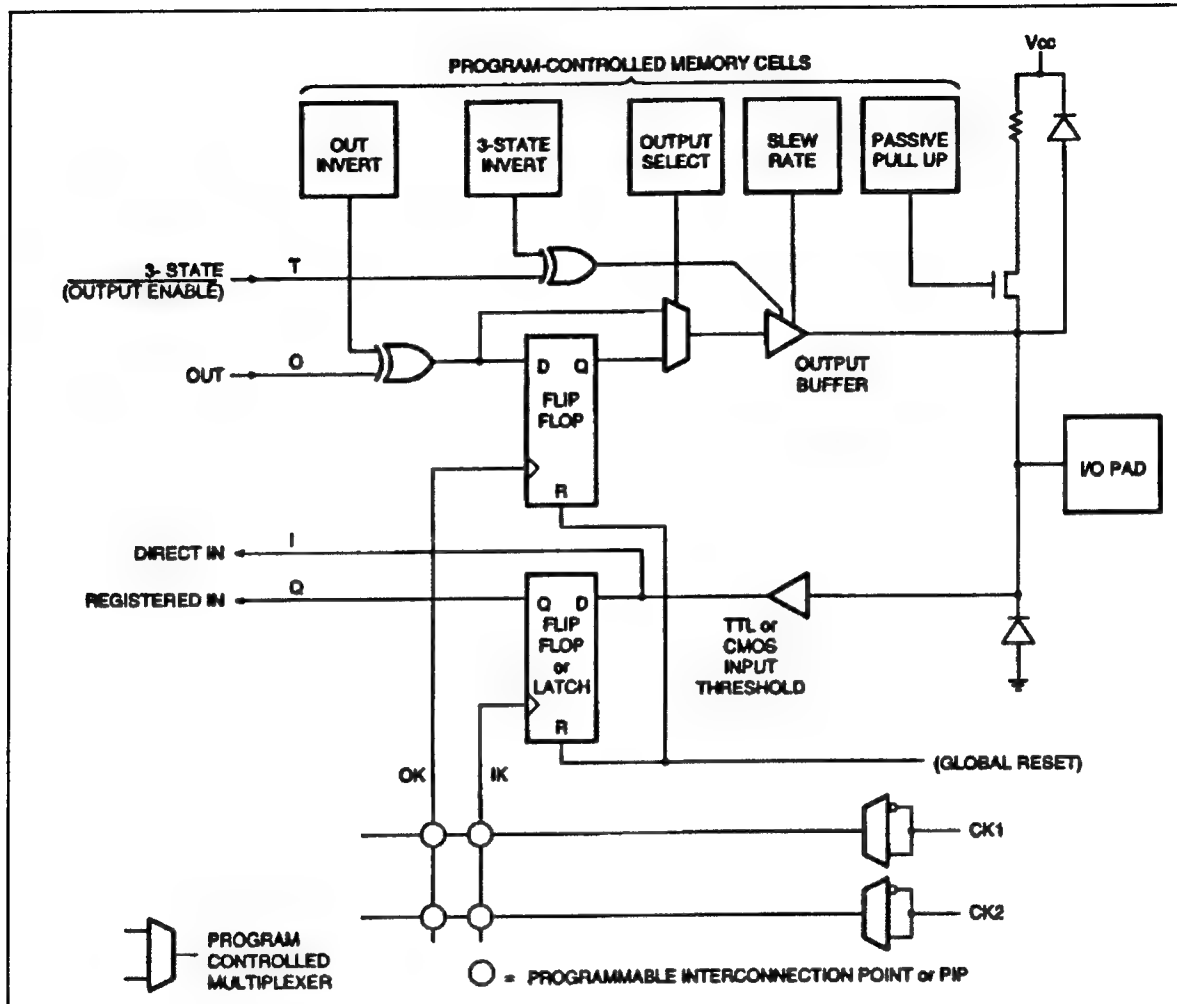 Vcc
PROGRAM-CONTROLLED MEMORY CELLS
OUT
INVERT
3-STATE
INVERT
OUTPUT
SELECT
SLEW
RATE
PASSIVE
PULL UP
3- STATE
(OUTPUT ENABLE)
T
OUT
O
D Q
FLIP
FLOP
R
OUTPUT
BUFFER
I/O PAD
DIRECT IN
I
REGISTERED IN
Q
Q D
FLIP
FLOP
or
LATCH
R
TTL or
CMOS
INPUT
THRESHOLD
OK
IK
(GLOBAL RESET)
CK1
CK2
PROGRAM
CONTROLLED
MULTIPLEXER
= PROGRAMMABLE INTERCONNECTION POINT or PIP